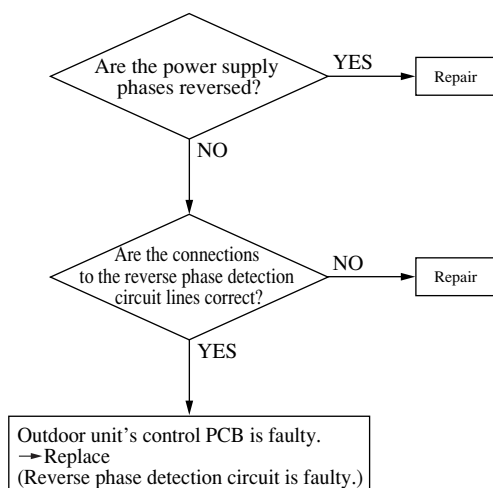 Are the power supply
phases reversed?
YES
Repair
NO
Are the connections
to the reverse phase detection
circuit lines correct?
NO
Repair
YES
Outdoor unit's control PCB is faulty.
→Replace
(Reverse phase detection circuit is faulty.)